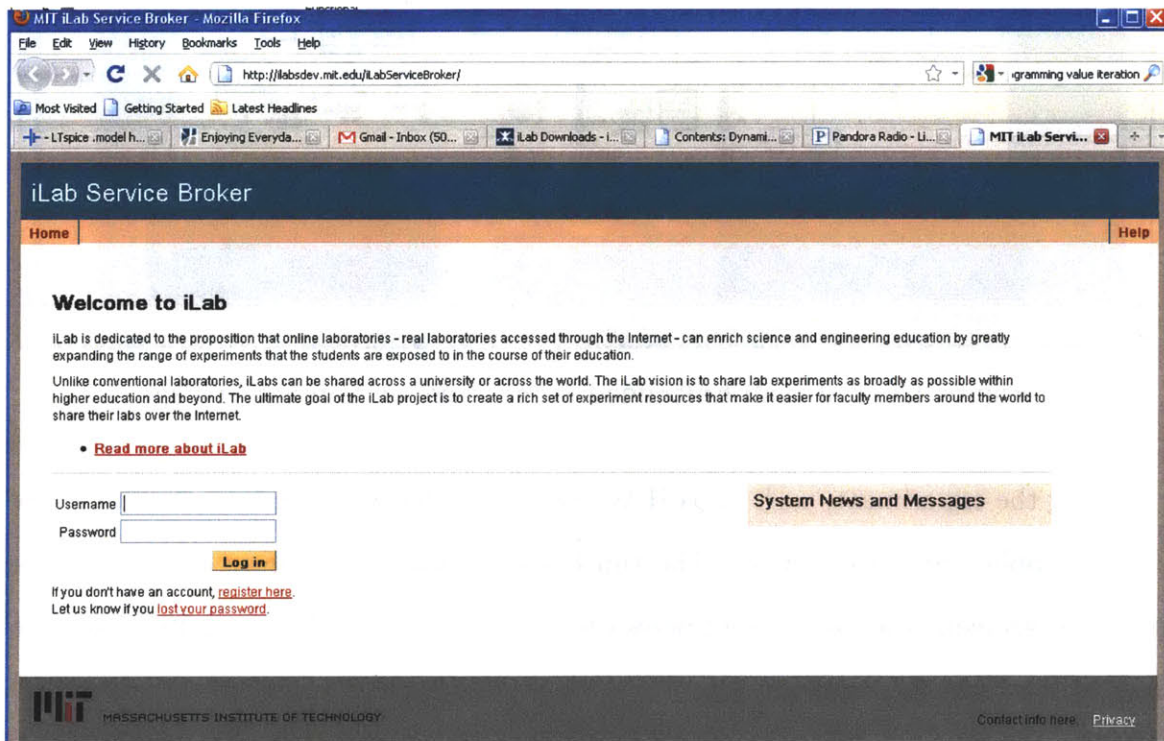 MIT iLab Service Broker - Mozilla Firefox
File Edit View History Bookmarks Tools Help
http://ilabsdev.mit.edu/iLabServiceBroker/
gramming value iteration
Most Visited Getting Started Latest Headlines
- LTspice .model h... Enjoying Everyda... Gmail - Inbox (50... iLab Downloads - i... Contents: Dynami... P Pandora Radio - Li... MIT iLab Servi...
iLab Service Broker
Home Help
Welcome to iLab
iLab is dedicated to the proposition that online laboratories - real laboratories accessed through the Internet - can enrich science and engineering education by greatly
expanding the range of experiments that the students are exposed to in the course of their education.
Unlike conventional laboratories, iLabs can be shared across a university or across the world. The iLab vision is to share lab experiments as broadly as possible within
higher education and beyond. The ultimate goal of the iLab project is to create a rich set of experiment resources that make it easier for faculty members around the world to
share their labs over the Internet.
• Read more about iLab
Username
System News and Messages
Password
Log in
If you don't have an account, register here.
Let us know if you lost your password.
MIT MASSACHUSETTS INSTITUTE OF TECHNOLOGY
Contact info here. Privacy